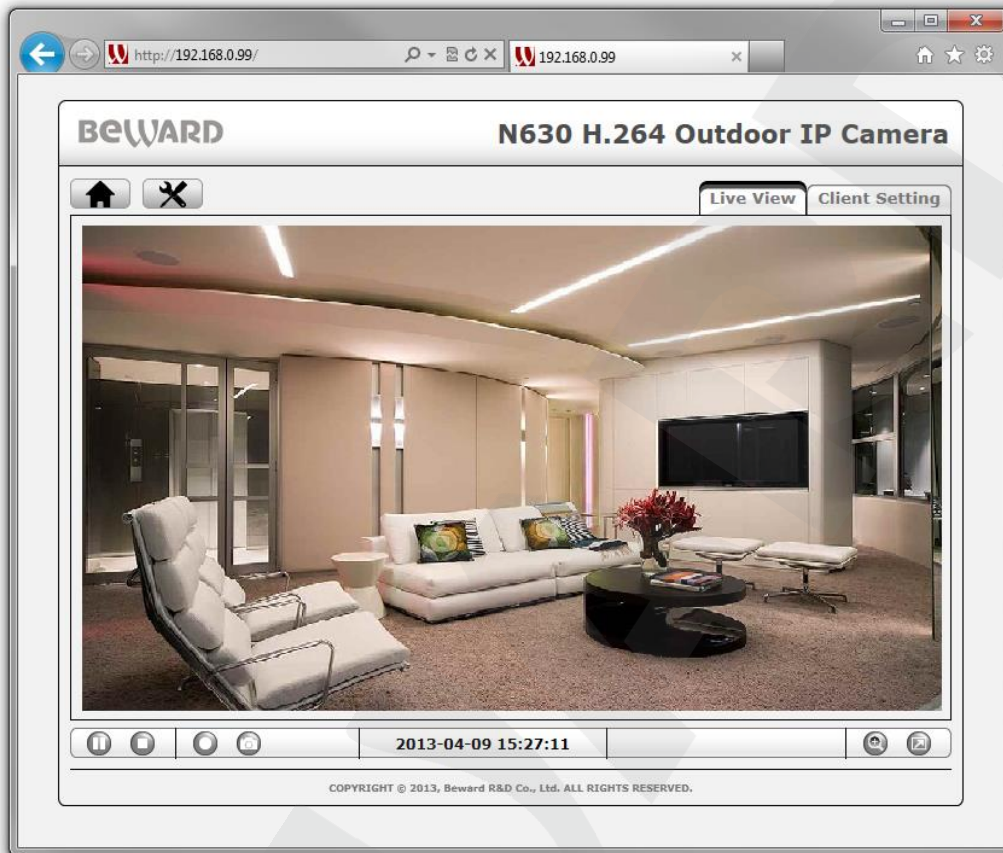 http://192.168.0.99/
192.168.0.99
BEWARD
N630 H.264 Outdoor IP Camera
Live View
Client Setting
2013-04-09 15:27:11
COPYRIGHT © 2013, Beward R&D Co., Ltd. ALL RIGHTS RESERVED.